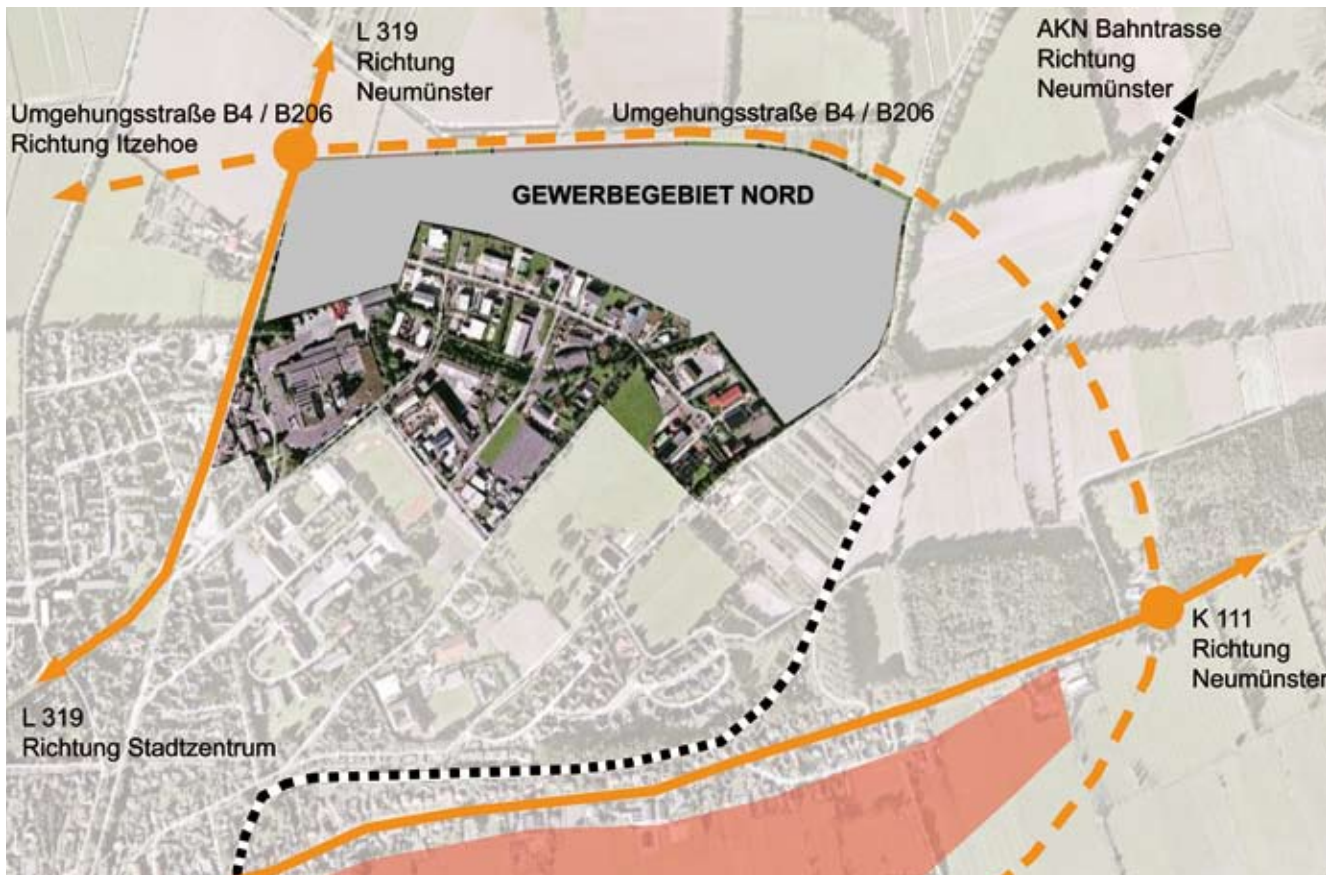 L 319
Richtung
Neumünster
AKN Bahntrasse
Richtung
Neumünster
Umgehungsstraße B4 / B206
Richtung Itzehoe
Umgehungsstraße B4 / B206
GEWERBEGEBIET NORD
K 111
Richtung
Neumünster
L 319
Richtung Stadtzentrum